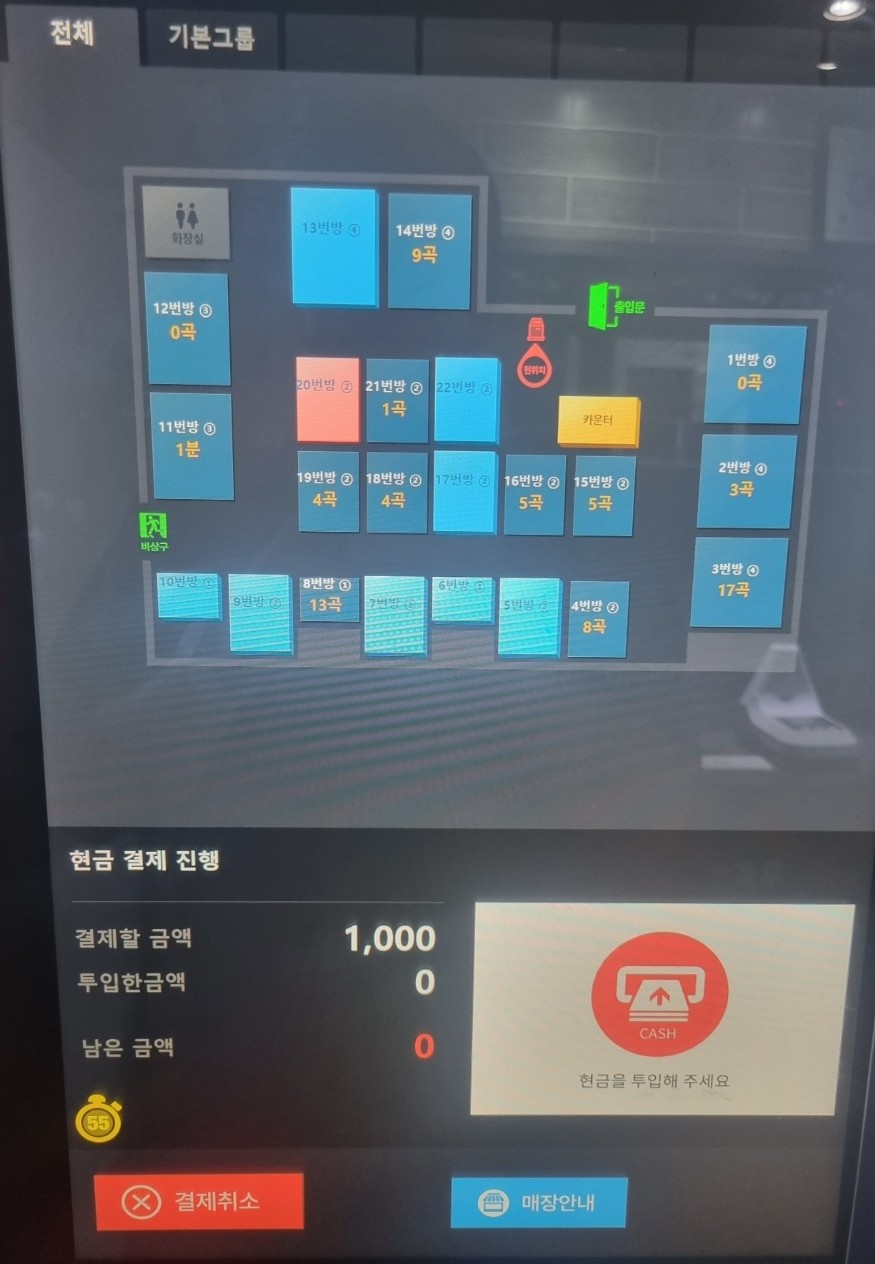 전체
기본그룹
화장실
13번방 ④
14번방 ④
9곡
12번방 ③
0곡
출입문
현위치
1번방 ④
0곡
20번방 ②
21번방 ②
1곡
22번방 ②
카운터
11번방 ③
1분
2번방 ④
3곡
19번방 ②
4곡
18번방 ②
4곡
17번방 ②
16번방 ②
5곡
15번방 ②
5곡
비상구
3번방 ④
17곡
10번방 ①
9번방 ②
8번방 ①
13곡
7번방 ②
6번방 ①
5번방 ②
4번방 ②
8곡
현금 결제 진행
결제할 금액 1,000
투입한금액 0
남은 금액 0
55
CASH
현금을 투입해 주세요
결제취소
매장안내